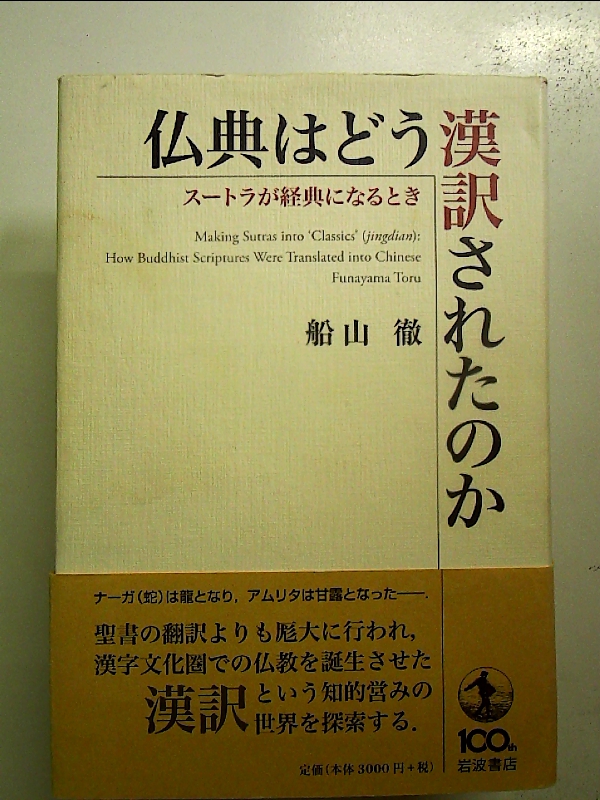 仏典はどう漢訳されたのか
スートラが経典になるとき
Making Sutras into ‘Classics’ (jingdian):
How Buddhist Scriptures Were Translated into Chinese
Funayama Toru
船山 徹
ナーガ(蛇)は龍となり,アムリタは甘露となった——.
聖書の翻訳よりも厖大に行われ,
漢字文化圏での仏教を誕生させた
漢訳という知的営みの
世界を探索する.
定価(本体3000円+税)
100th
岩波書店